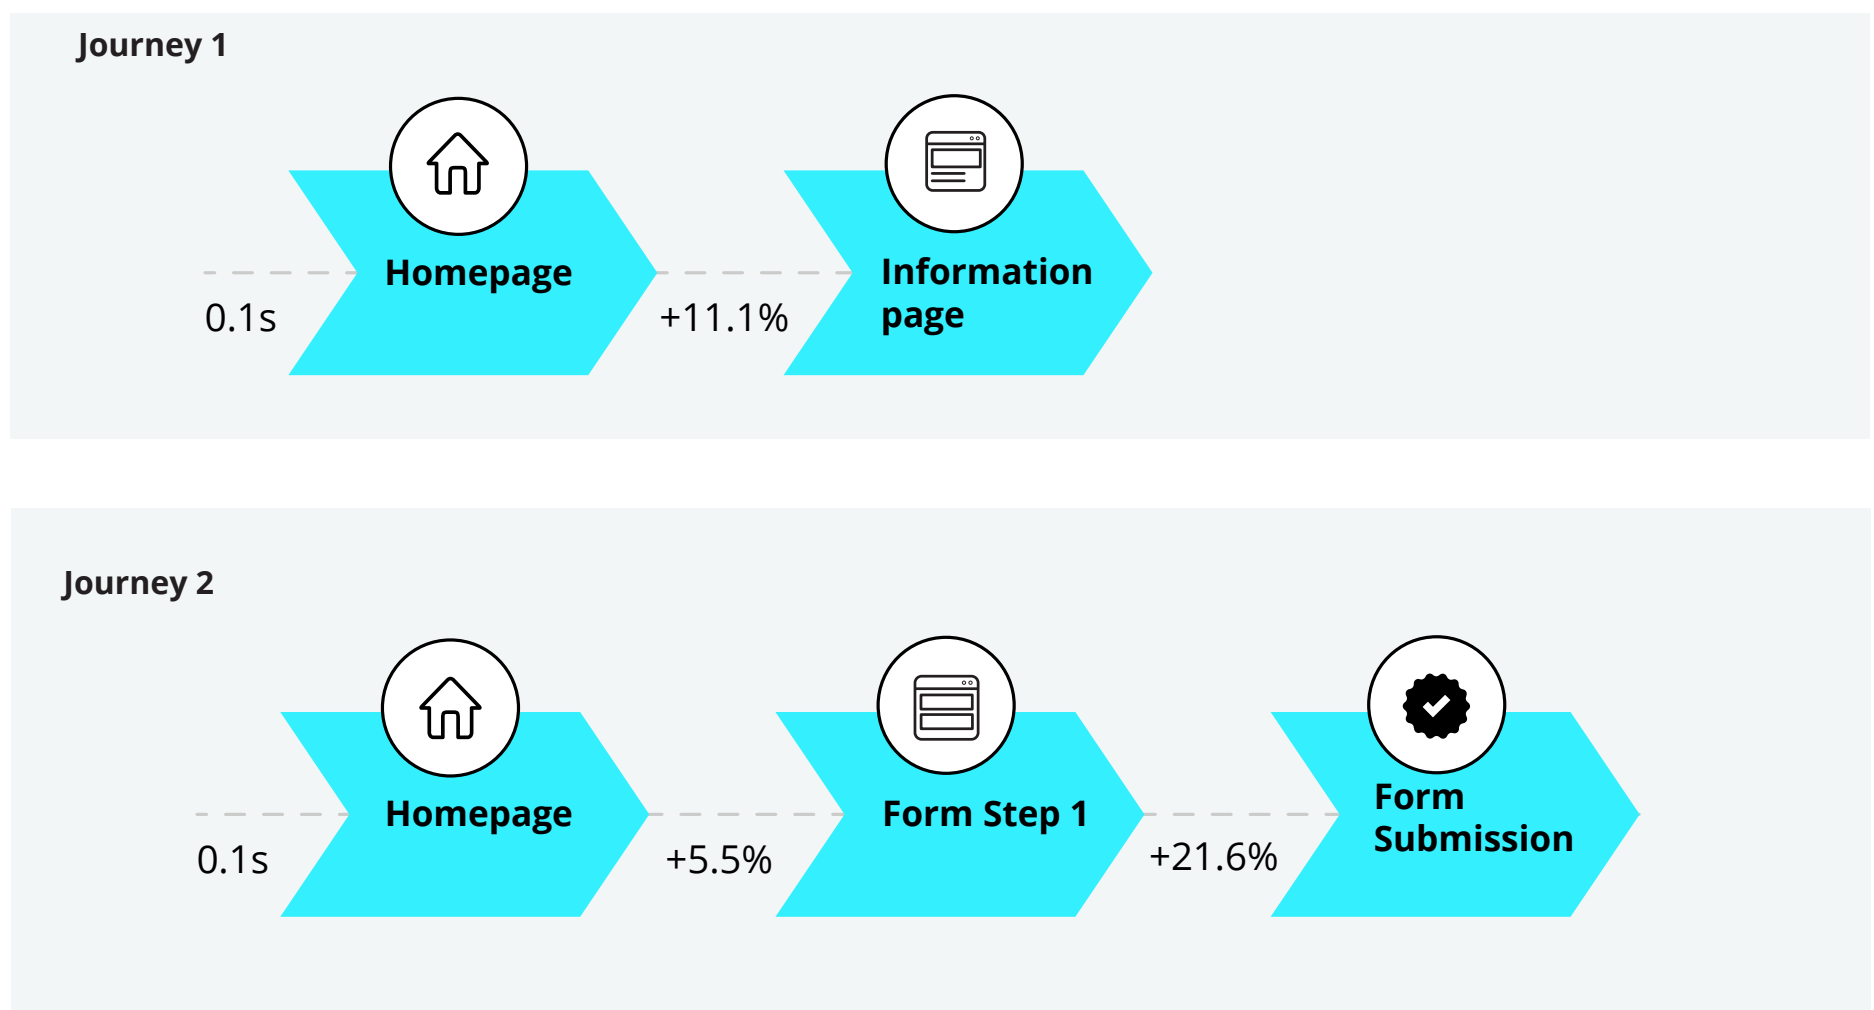 Journey 1
Homepage
Information
page
0.1s
+11.1%
Journey 2
Homepage
Form Step 1
Form
Submission
0.1s
+5.5%
+21.6%